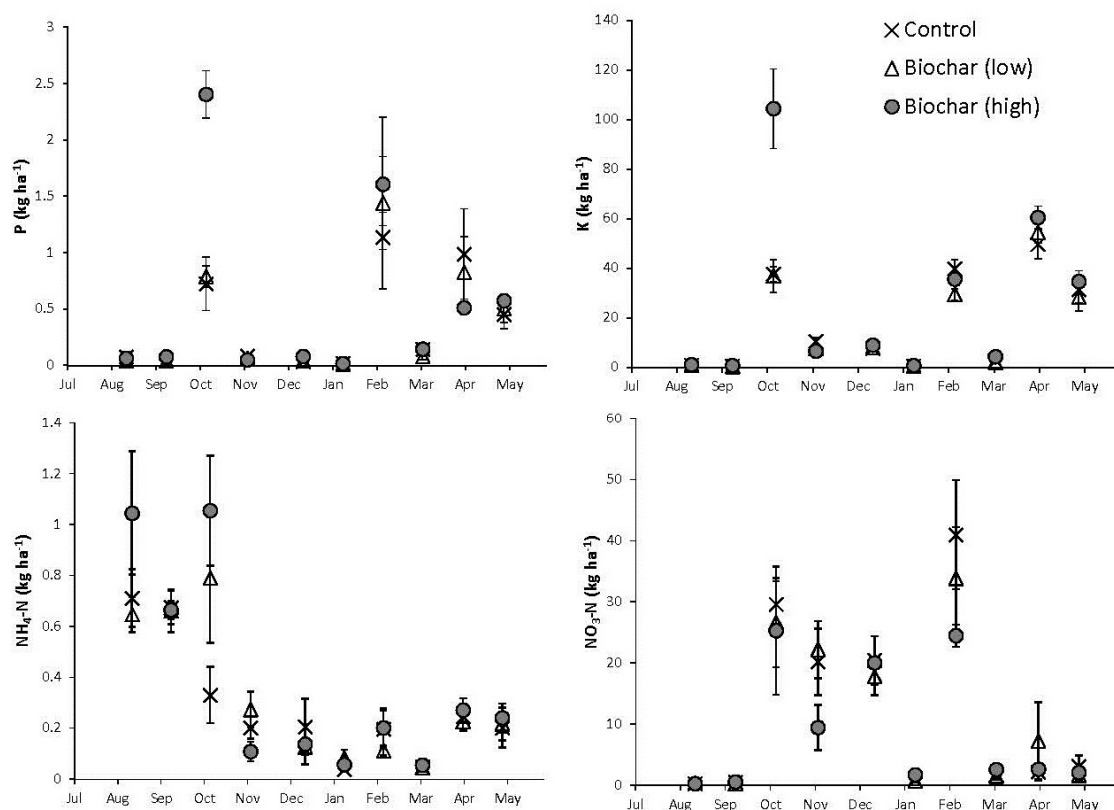 3
2.5
2
1.5
1
0.5
0
P (kg ha⁻¹)
Jul Aug Sep Oct Nov Dec Jan Feb Mar Apr May
140
120
100
80
60
40
20
0
K (kg ha⁻¹)
Jul Aug Sep Oct Nov Dec Jan Feb Mar Apr May
Control
Biochar (low)
Biochar (high)
1.4
1.2
1
0.8
0.6
0.4
0.2
0
NH₄-N (kg ha⁻¹)
Jul Aug Sep Oct Nov Dec Jan Feb Mar Apr May
60
50
40
30
20
10
0
NO₃-N (kg ha⁻¹)
Jul Aug Sep Oct Nov Dec Jan Feb Mar Apr May